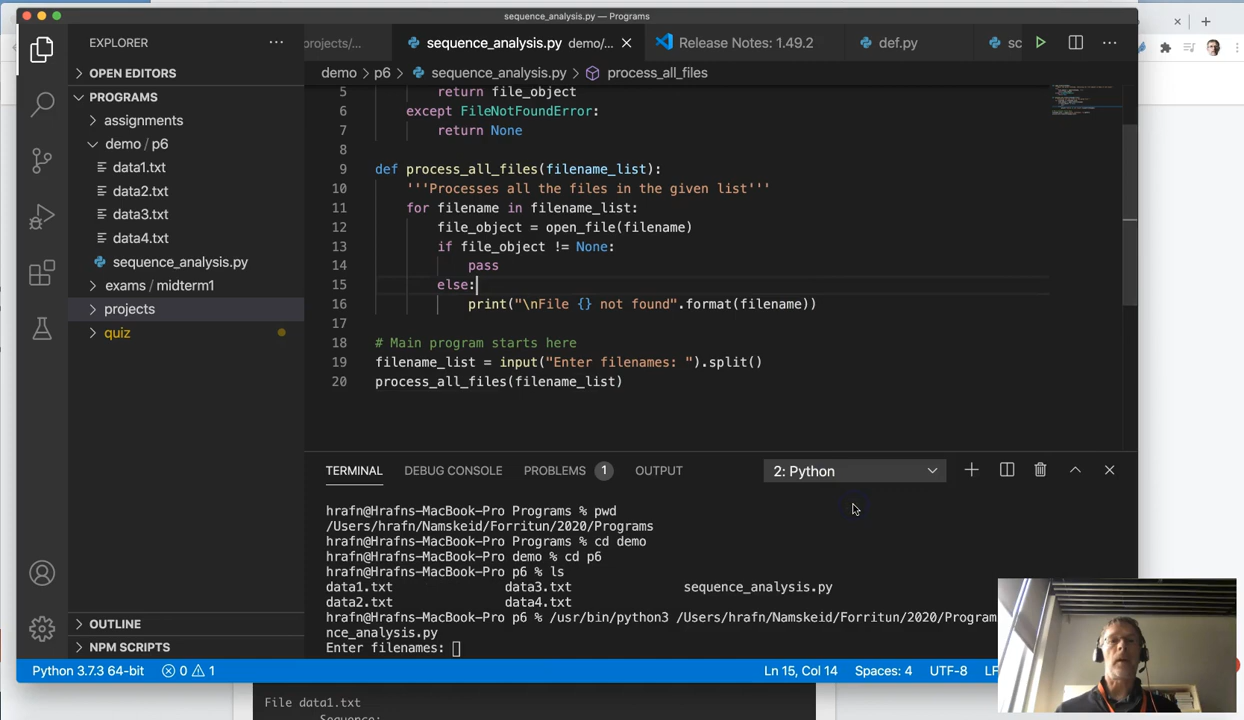 sequence_analysis.py — Programs
EXPLORER
projects/...
sequence_analysis.py demo/...
Release Notes: 1.49.2
def.py
sc
OPEN EDITORS
PROGRAMS
assignments
demo / p6
data1.txt
data2.txt
data3.txt
data4.txt
sequence_analysis.py
exams / midterm1
projects
quiz
OUTLINE
NPM SCRIPTS
demo > p6 > sequence_analysis.py > process_all_files
5 return file_object
6 except FileNotFoundError:
7 return None
8
9 def process_all_files(filename_list):
10 '''Processes all the files in the given list'''
11 for filename in filename_list:
12 file_object = open_file(filename)
13 if file_object != None:
14 pass
15 else:
16 print("\nFile {} not found".format(filename))
17
18 # Main program starts here
19 filename_list = input("Enter filenames: ").split()
20 process_all_files(filename_list)
TERMINAL DEBUG CONSOLE PROBLEMS 1 OUTPUT 2: Python
hrafn@Hrafns-MacBook-Pro Programs % pwd
/Users/hrafn/Namskeid/Forritun/2020/Programs
hrafn@Hrafns-MacBook-Pro Programs % cd demo
hrafn@Hrafns-MacBook-Pro demo % cd p6
hrafn@Hrafns-MacBook-Pro p6 % ls
data1.txt data3.txt sequence_analysis.py
data2.txt data4.txt
hrafn@Hrafns-MacBook-Pro p6 % /usr/bin/python3 /Users/hrafn/Namskeid/Forritun/2020/Program
nce_analysis.py
Enter filenames:
Python 3.7.3 64-bit 0 1 Ln 15, Col 14 Spaces: 4 UTF-8 LF
File data1.txt
Sequence: